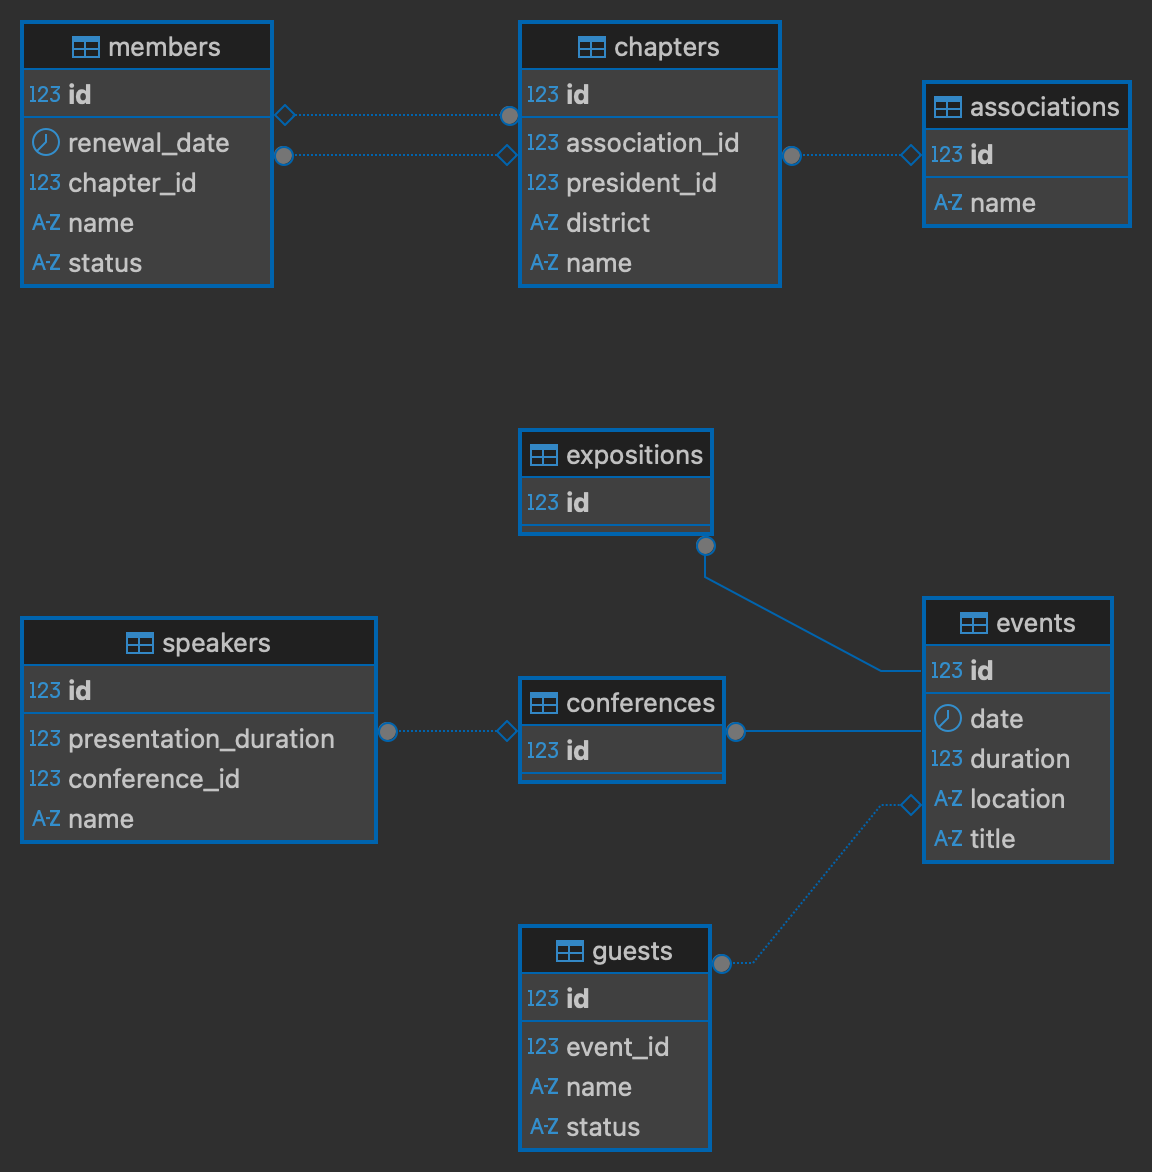 members
123 id
renewal_date
123 chapter_id
A-Z name
A-Z status
chapters
123 id
123 association_id
123 president_id
A-Z district
A-Z name
associations
123 id
A-Z name
expositions
123 id
speakers
123 id
123 presentation_duration
123 conference_id
A-Z name
conferences
123 id
events
123 id
date
123 duration
A-Z location
A-Z title
guests
123 id
123 event_id
A-Z name
A-Z status